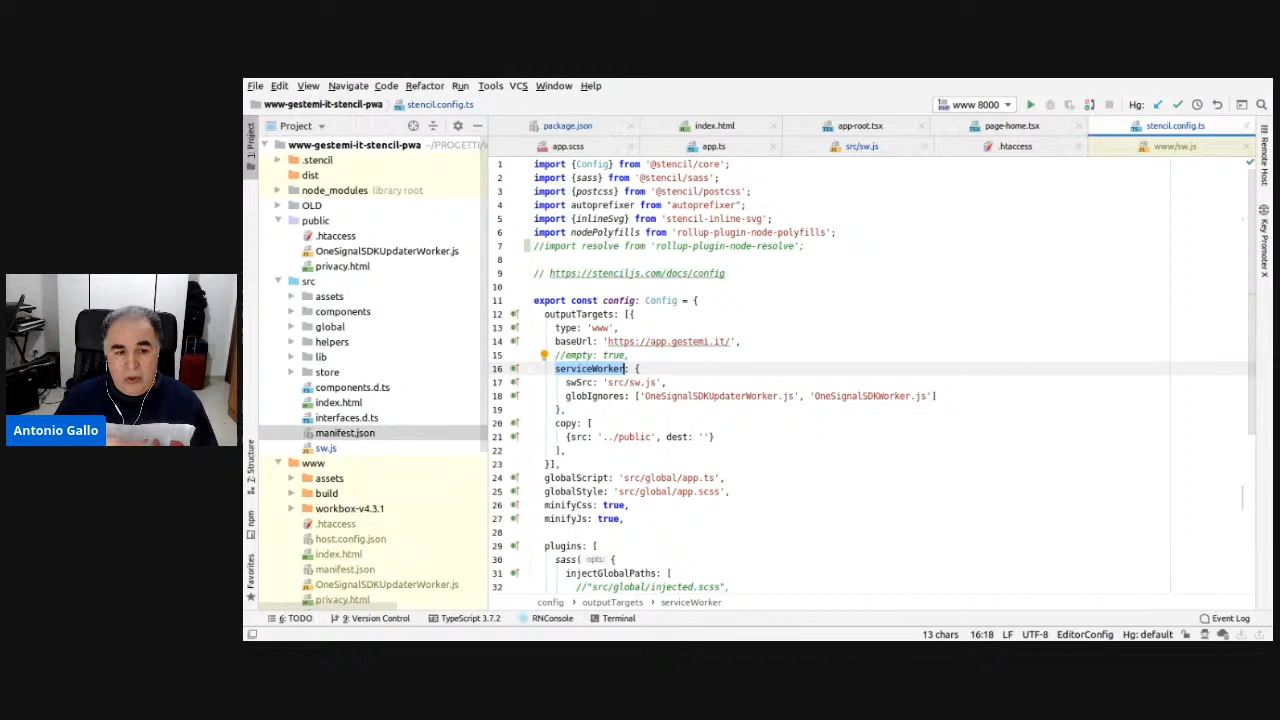 File Edit View Navigate Code Refactor Run Tools VCS Window Help
www-gestemi-it-stencil-pwa stencil.config.ts www 8000 Hg:
Project package.json index.html app-root.tsx page-home.tsx stencil.config.ts
app.scss app.ts src/sw.js .htaccess www/sw.js
1: Project
Z: Structure
npm
Favorites
www-gestemi-it-stencil-pwa ~/PROGETTI/
.stencil
dist
node_modules library root
OLD
public
.htaccess
OneSignalSDKUpdaterWorker.js
privacy.html
src
assets
components
global
helpers
lib
store
components.d.ts
index.html
interfaces.d.ts
manifest.json
sw.js
www
assets
build
workbox-v4.3.1
.htaccess
host.config.json
index.html
manifest.json
OneSignalSDKUpdaterWorker.js
privacy.html
1 import {Config} from '@stencil/core';
2 import {sass} from '@stencil/sass';
3 import {postcss} from '@stencil/postcss';
4 import autoprefixer from "autoprefixer";
5 import {inlineSvg} from 'stencil-inline-svg';
6 import nodePolyfills from 'rollup-plugin-node-polyfills';
7 //import resolve from 'rollup-plugin-node-resolve';
8
9 // https://stenciljs.com/docs/config
10
11 export const config: Config = {
12 outputTargets: [{
13 type: 'www',
14 baseUrl: 'https://app.gestemi.it/',
15 //empty: true,
16 serviceWorker: {
17 swSrc: 'src/sw.js',
18 globIgnores: ['OneSignalSDKUpdaterWorker.js', 'OneSignalSDKWorker.js']
19 },
20 copy: [
21 {src: '../public', dest: ''}
22 ],
23 }],
24 globalScript: 'src/global/app.ts',
25 globalStyle: 'src/global/app.scss',
26 minifyCss: true,
27 minifyJs: true,
28
29 plugins: [
30 sass( opts: {
31 injectGlobalPaths: [
32 //"src/global/injected.scss",
config › outputTargets › serviceWorker
Remote Host
Key Promoter X
6: TODO 9: Version Control TypeScript 3.7.2 RNConsole Terminal Event Log
13 chars 16:18 LF UTF-8 EditorConfig Hg: default
Antonio Gallo